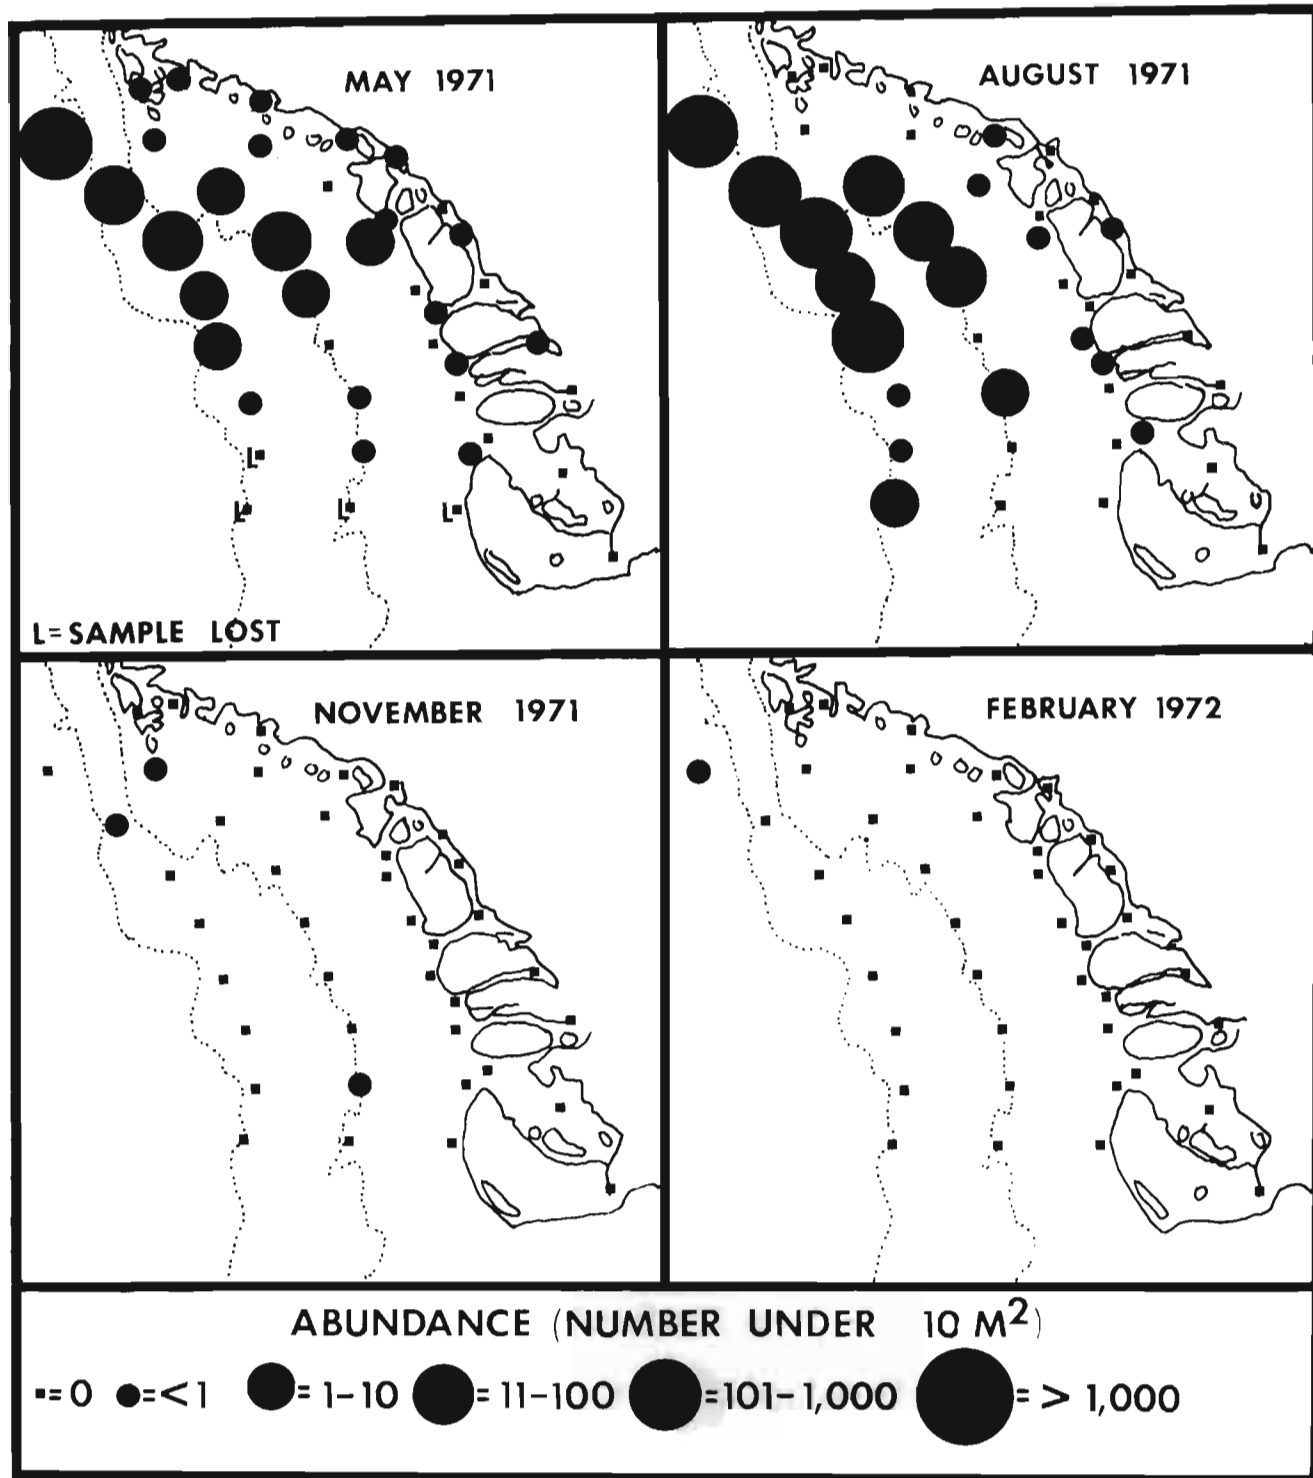 MAY 1971
AUGUST 1971
L
L
L
L
L=SAMPLE LOST
NOVEMBER 1971
FEBRUARY 1972
ABUNDANCE (NUMBER UNDER 10 M²)
=0 =<1 =1-10 =11-100 =101-1,000 => 1,000